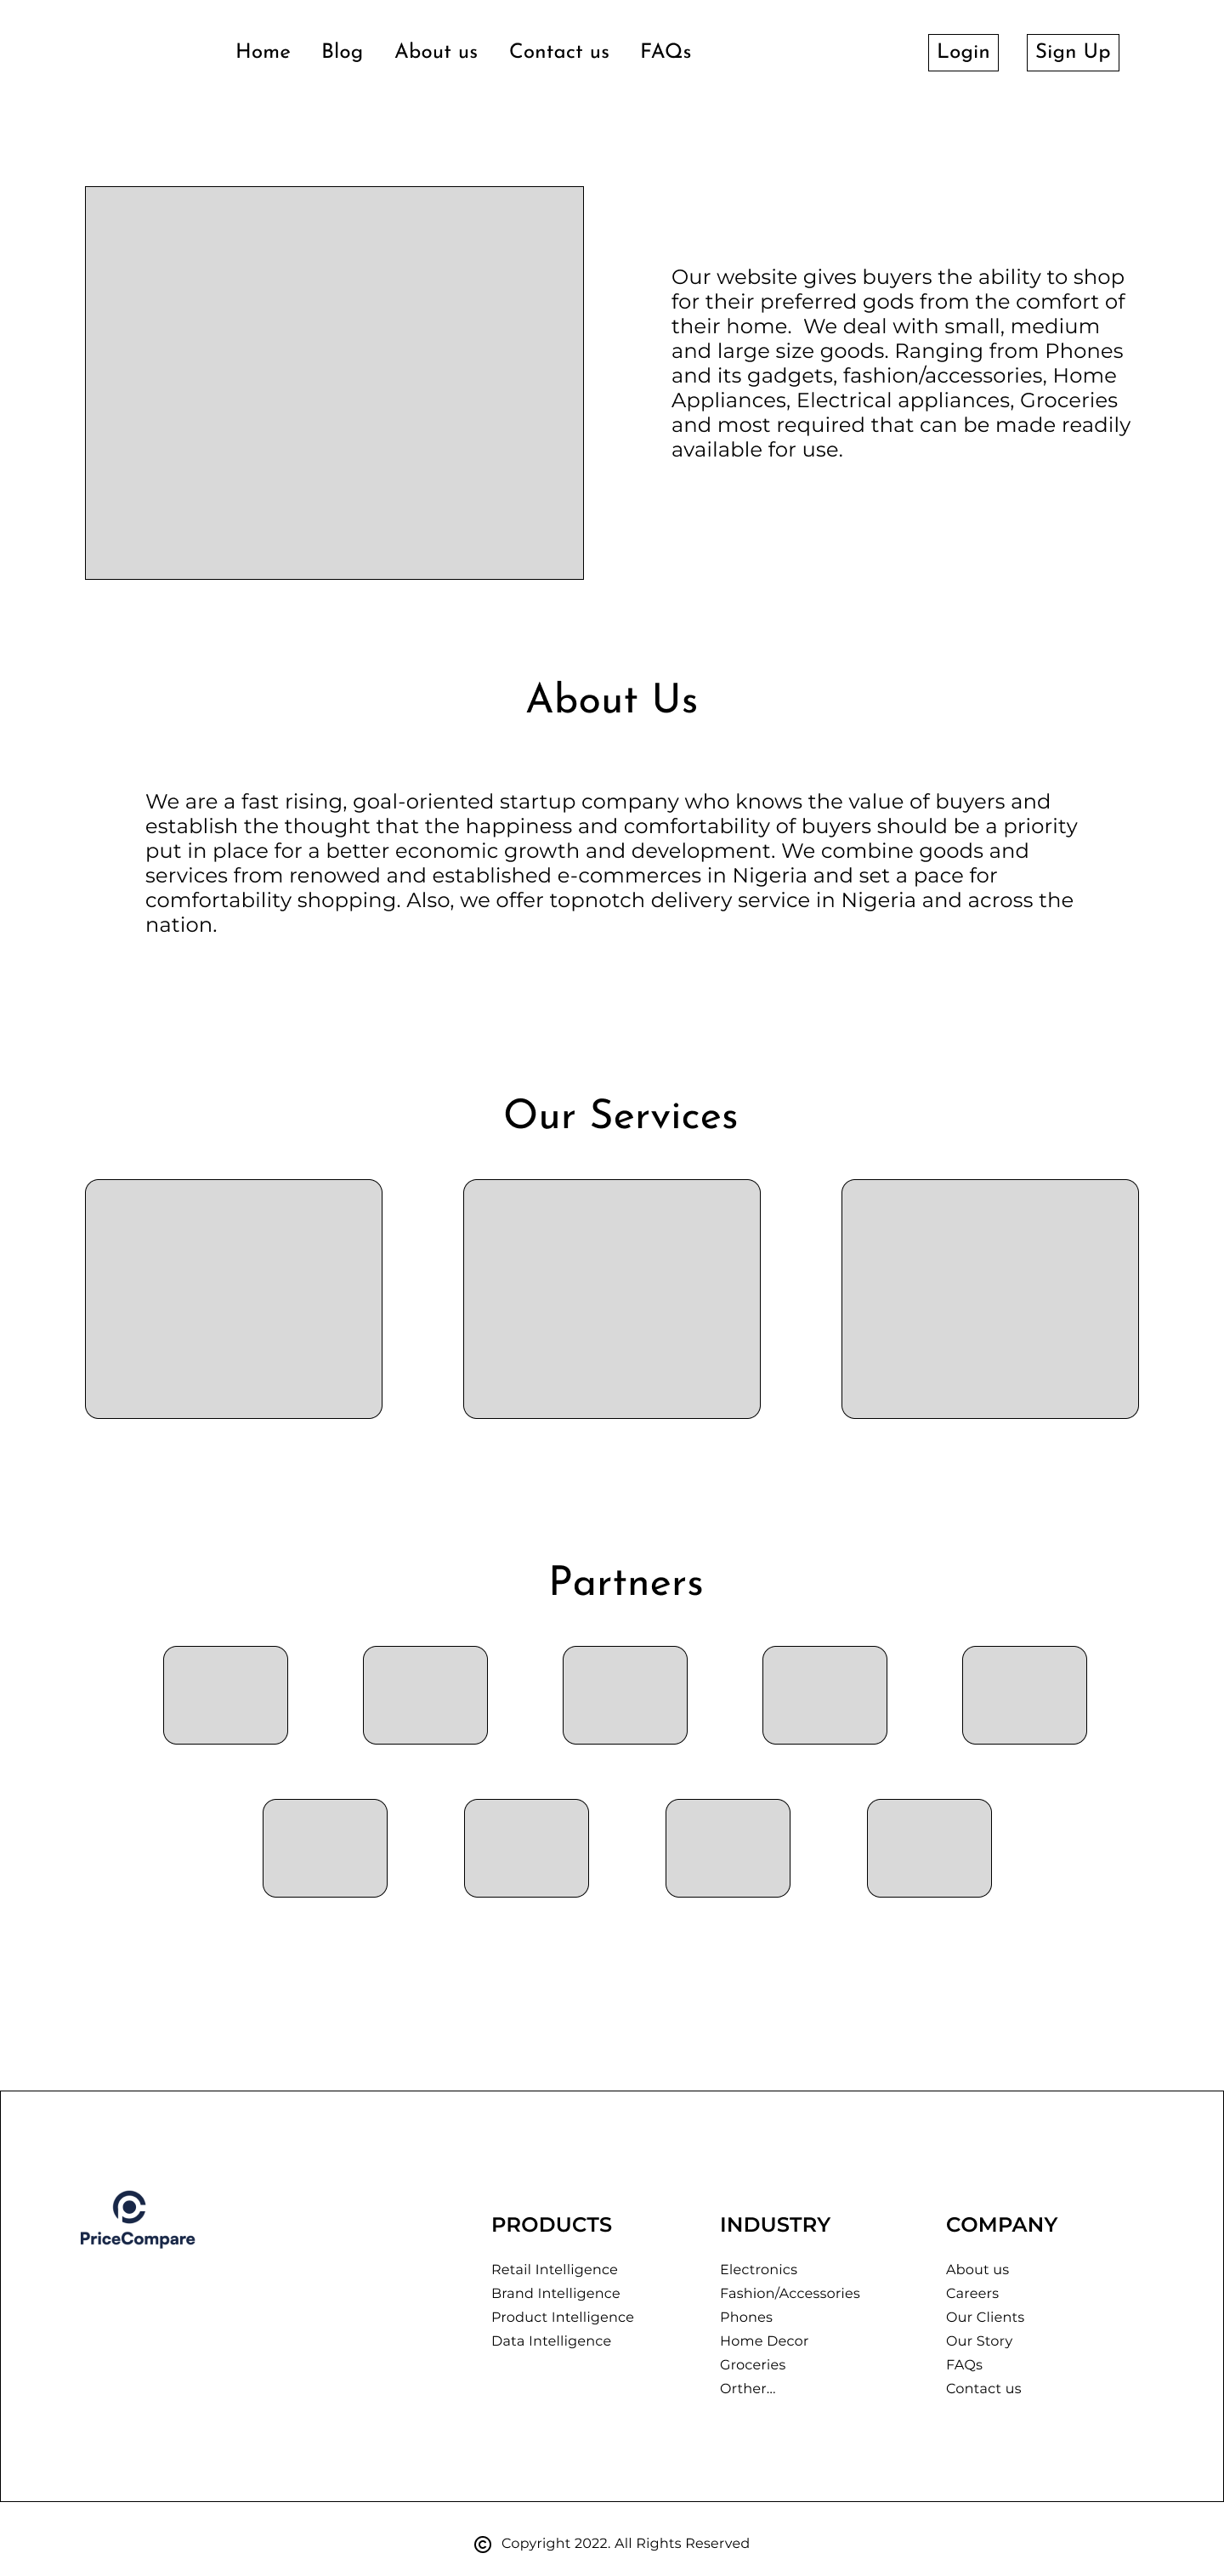 Home Blog About us Contact us FAQs Login Sign Up
Our website gives buyers the ability to shop
for their preferred gods from the comfort of
their home.  We deal with small, medium
and large size goods. Ranging from Phones
and its gadgets, fashion/accessories, Home
Appliances, Electrical appliances, Groceries
and most required that can be made readily
available for use.
About Us
We are a fast rising, goal-oriented startup company who knows the value of buyers and
establish the thought that the happiness and comfortability of buyers should be a priority
put in place for a better economic growth and development. We combine goods and
services from renowed and established e-commerces in Nigeria and set a pace for
comfortability shopping. Also, we offer topnotch delivery service in Nigeria and across the
nation.
Our Services
Partners
PriceCompare
PRODUCTS
Retail Intelligence
Brand Intelligence
Product Intelligence
Data Intelligence
INDUSTRY
Electronics
Fashion/Accessories
Phones
Home Decor
Groceries
Orther...
COMPANY
About us
Careers
Our Clients
Our Story
FAQs
Contact us
© Copyright 2022. All Rights Reserved